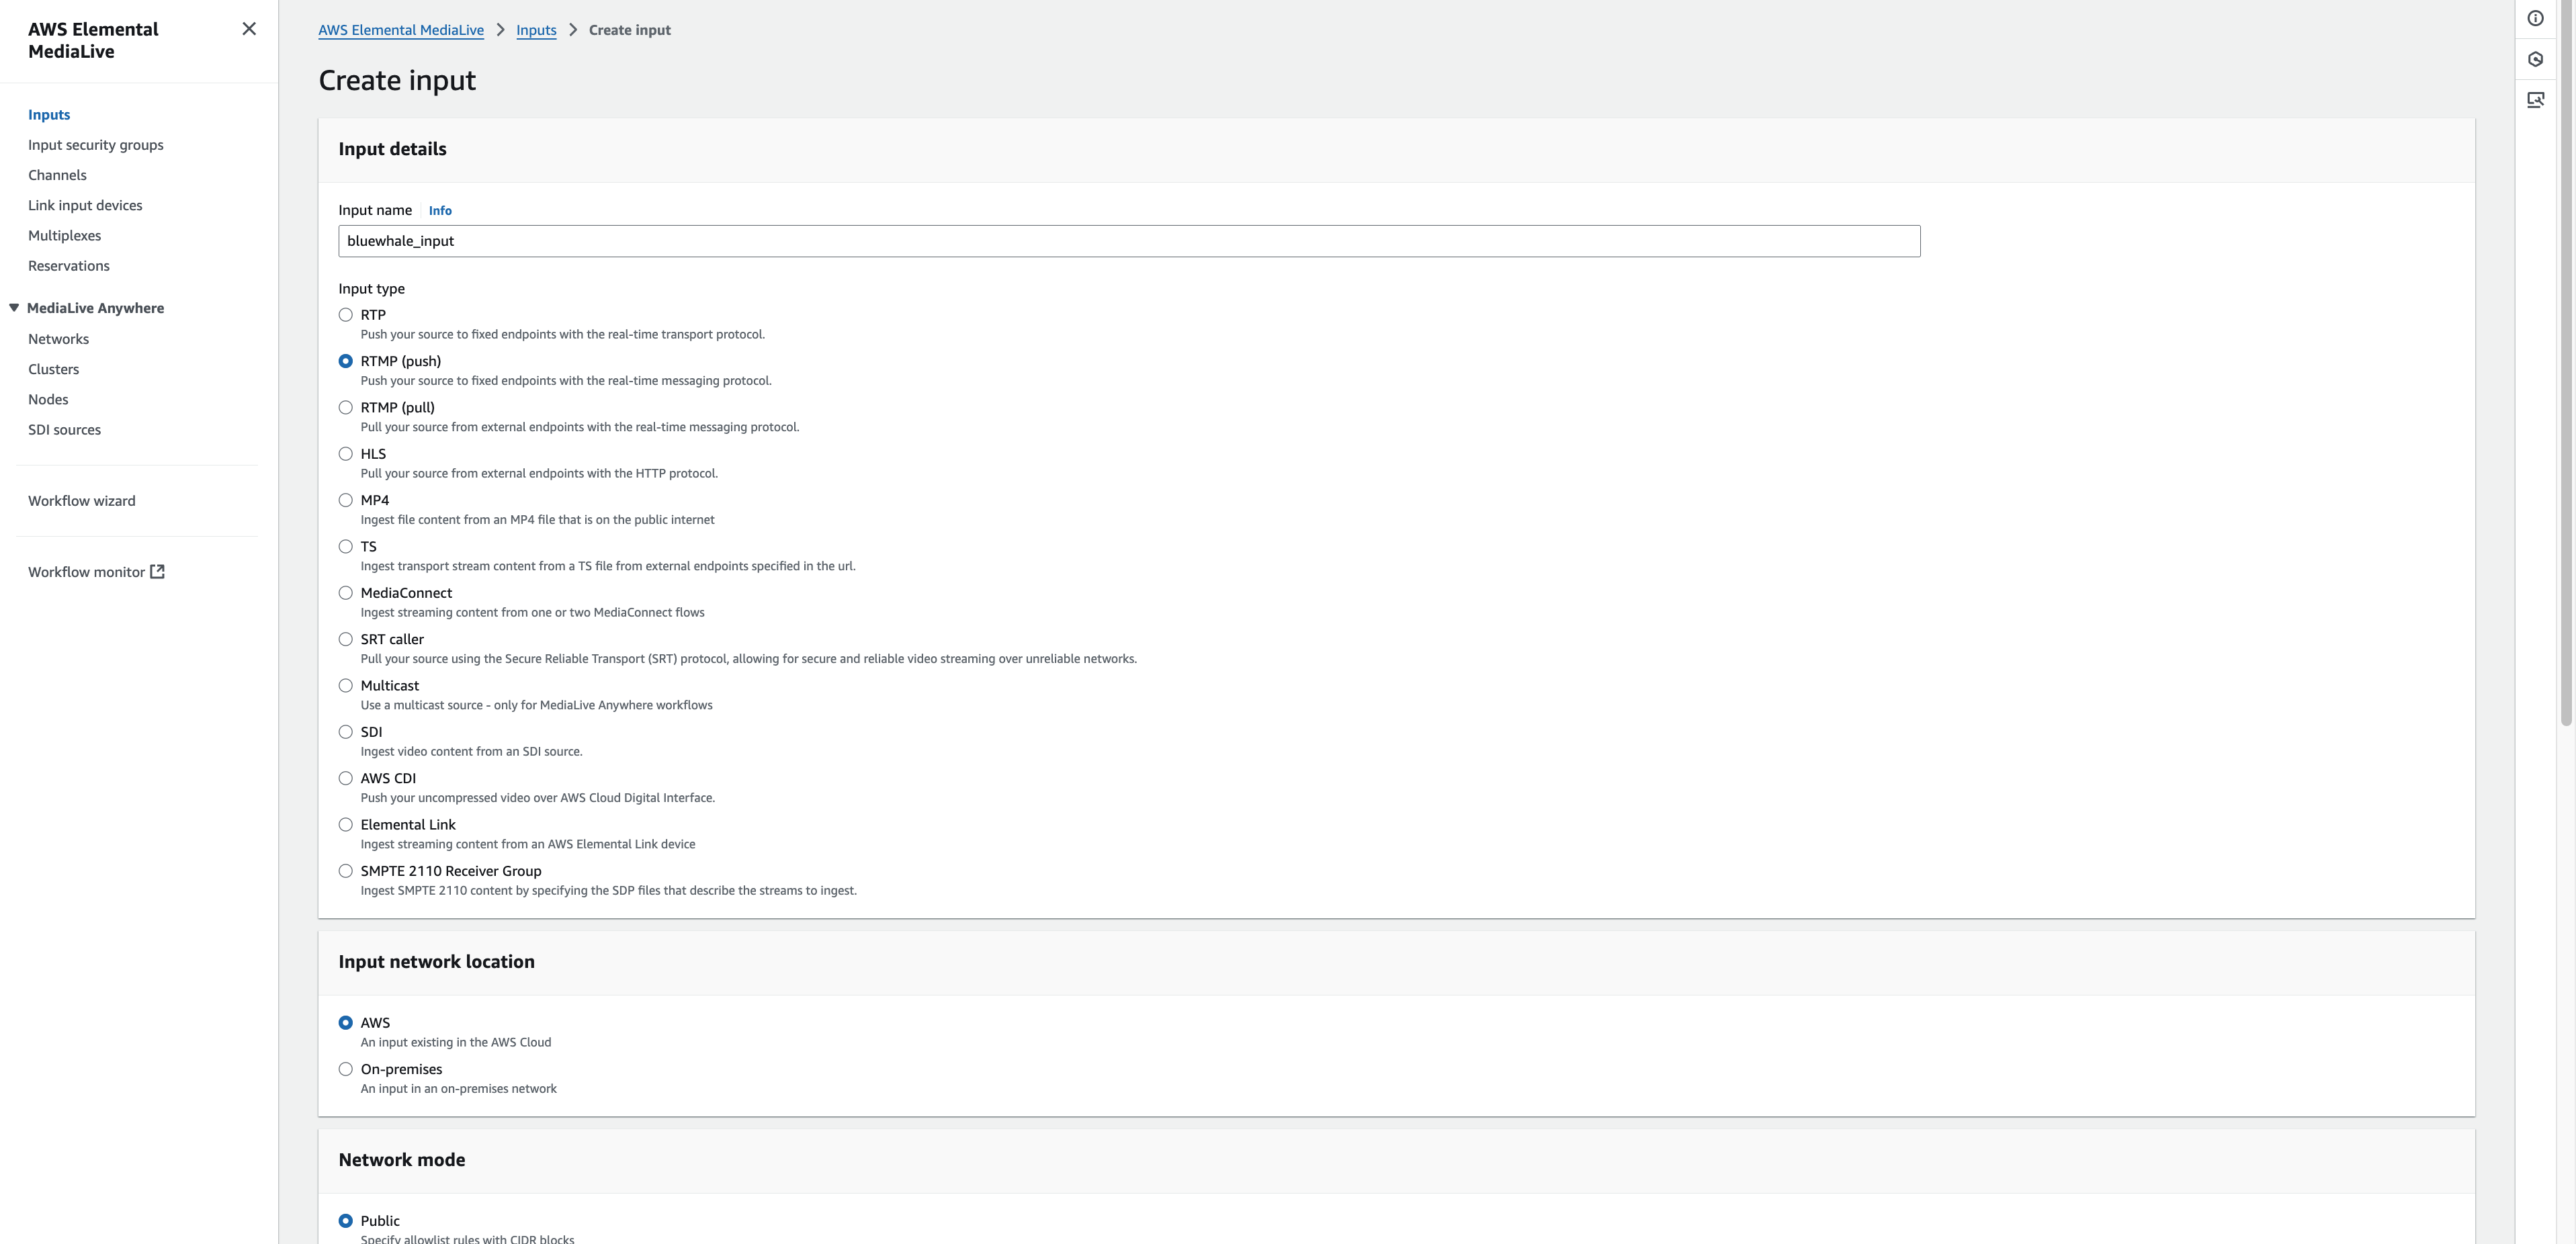 AWS Elemental
MediaLive
Inputs
Input security groups
Channels
Link input devices
Multiplexes
Reservations
MediaLive Anywhere
Networks
Clusters
Nodes
SDI sources
Workflow wizard
Workflow monitor
AWS Elemental MediaLive > Inputs > Create input
Create input
Input details
Input name Info
bluewhale_input
Input type
RTP
Push your source to fixed endpoints with the real-time transport protocol.
RTMP (push)
Push your source to fixed endpoints with the real-time messaging protocol.
RTMP (pull)
Pull your source from external endpoints with the real-time messaging protocol.
HLS
Pull your source from external endpoints with the HTTP protocol.
MP4
Ingest file content from an MP4 file that is on the public internet
TS
Ingest transport stream content from a TS file from external endpoints specified in the url.
MediaConnect
Ingest streaming content from one or two MediaConnect flows
SRT caller
Pull your source using the Secure Reliable Transport (SRT) protocol, allowing for secure and reliable video streaming over unreliable networks.
Multicast
Use a multicast source - only for MediaLive Anywhere workflows
SDI
Ingest video content from an SDI source.
AWS CDI
Push your uncompressed video over AWS Cloud Digital Interface.
Elemental Link
Ingest streaming content from an AWS Elemental Link device
SMPTE 2110 Receiver Group
Ingest SMPTE 2110 content by specifying the SDP files that describe the streams to ingest.
Input network location
AWS
An input existing in the AWS Cloud
On-premises
An input in an on-premises network
Network mode
Public
Specify allowlist rules with CIDR blocks